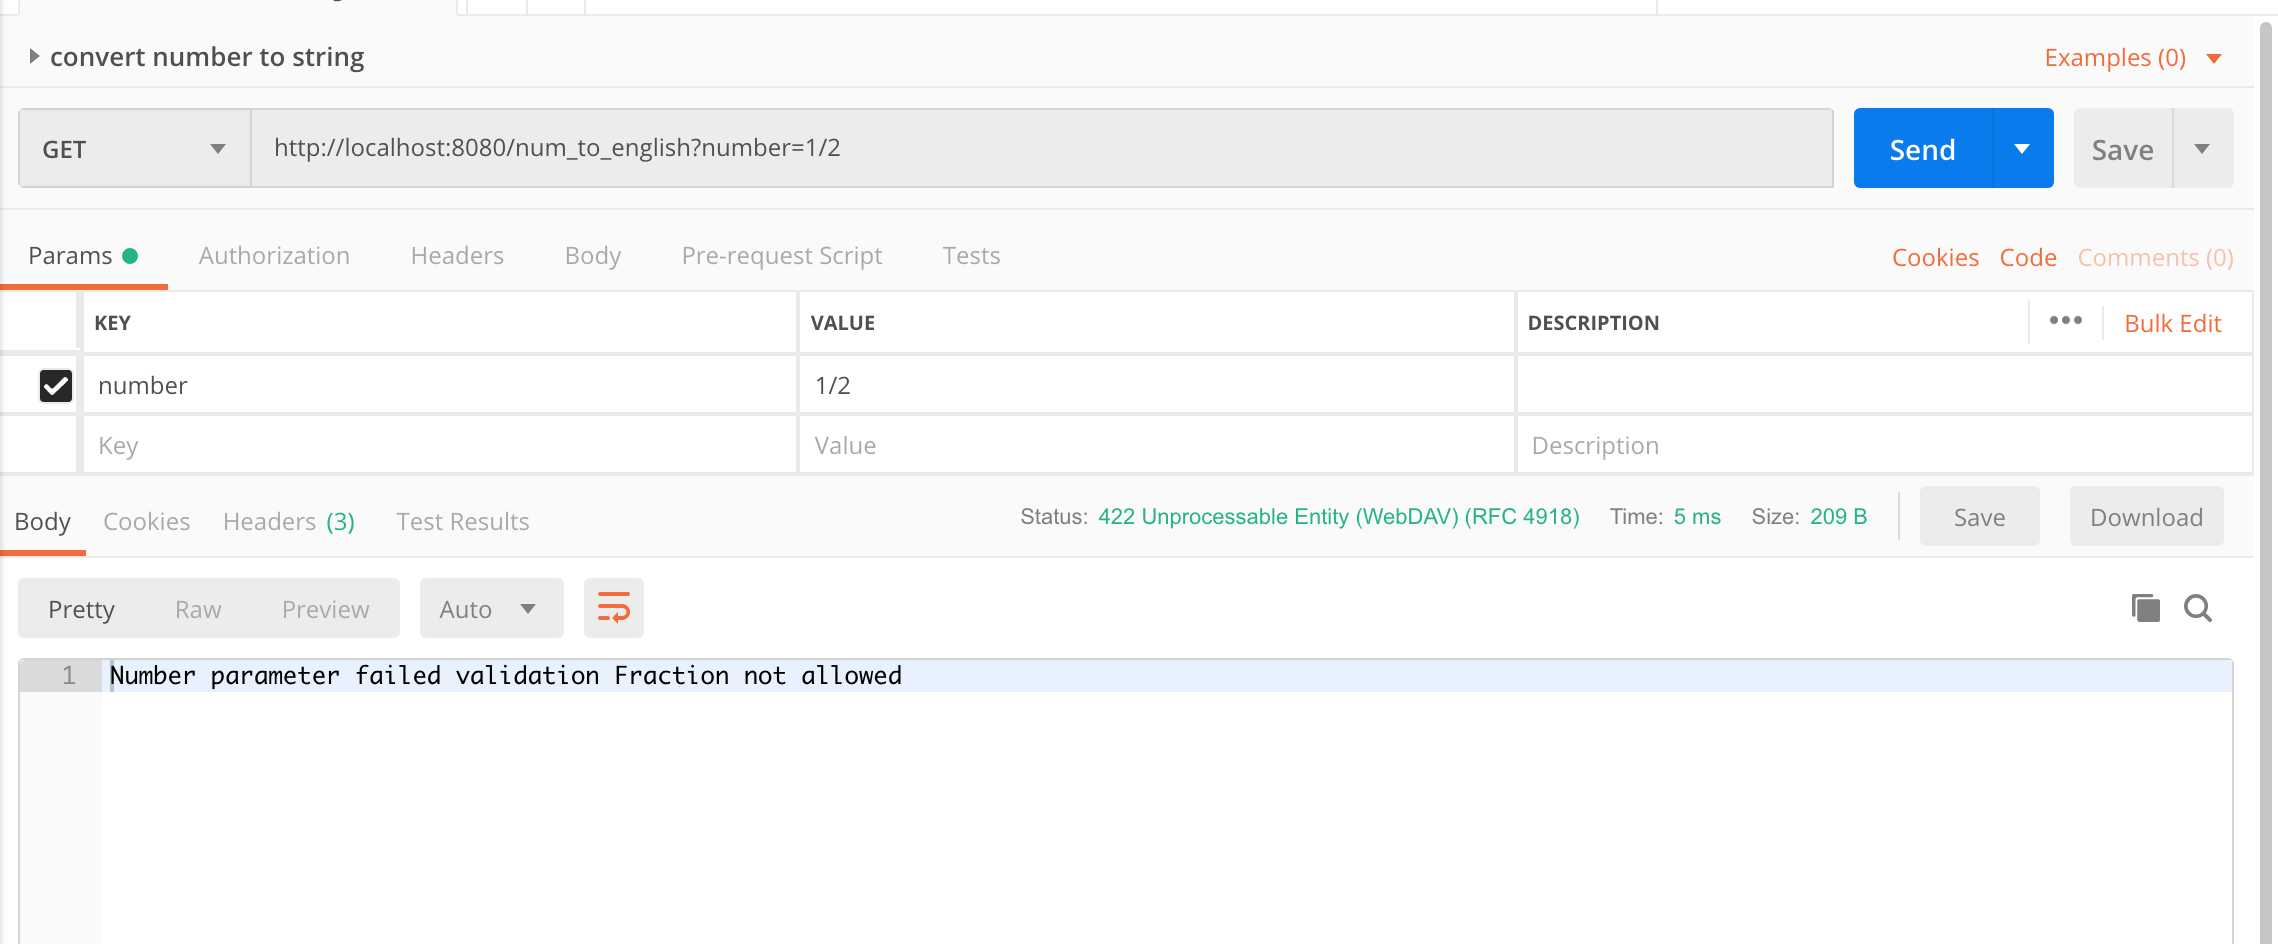 convert number to string
Examples (0)
GET
http://localhost:8080/num_to_english?number=1/2
Send
Save
Params
Authorization
Headers
Body
Pre-request Script
Tests
Cookies
Code
Comments (0)
KEY
VALUE
DESCRIPTION
Bulk Edit
number
1/2
Key
Value
Description
Body
Cookies
Headers (3)
Test Results
Status: 422 Unprocessable Entity (WebDAV) (RFC 4918)
Time: 5 ms
Size: 209 B
Save
Download
Pretty
Raw
Preview
Auto
1
Number parameter failed validation Fraction not allowed